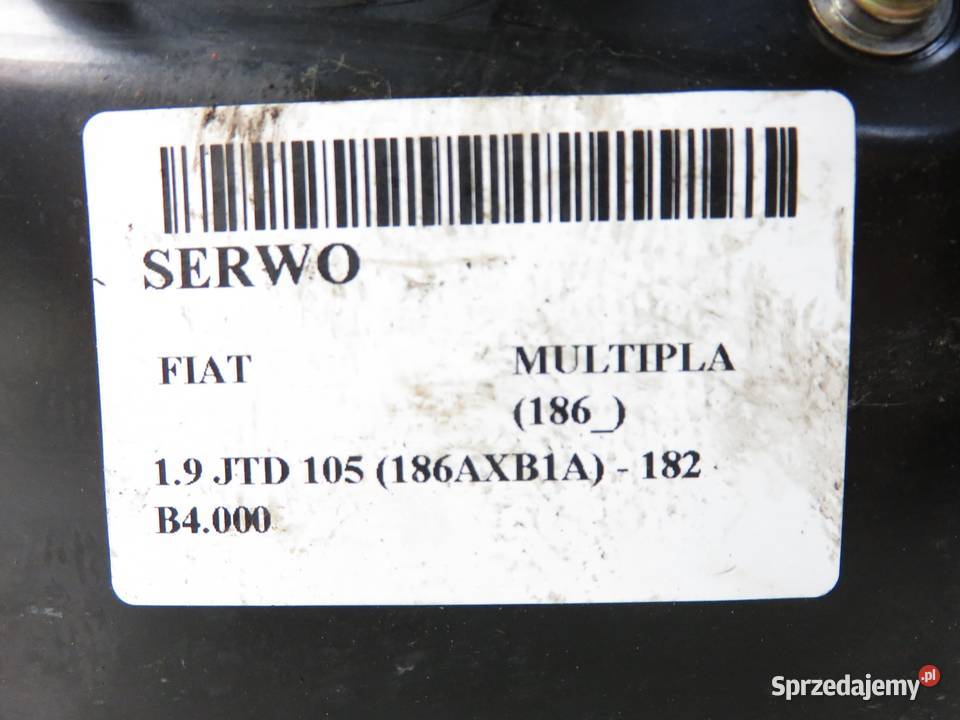 SERWO
FIAT MULTIPLA
(186_)
1.9 JTD 105 (186AXB1A) - 182
B4.000
Sprzedajemy.pl